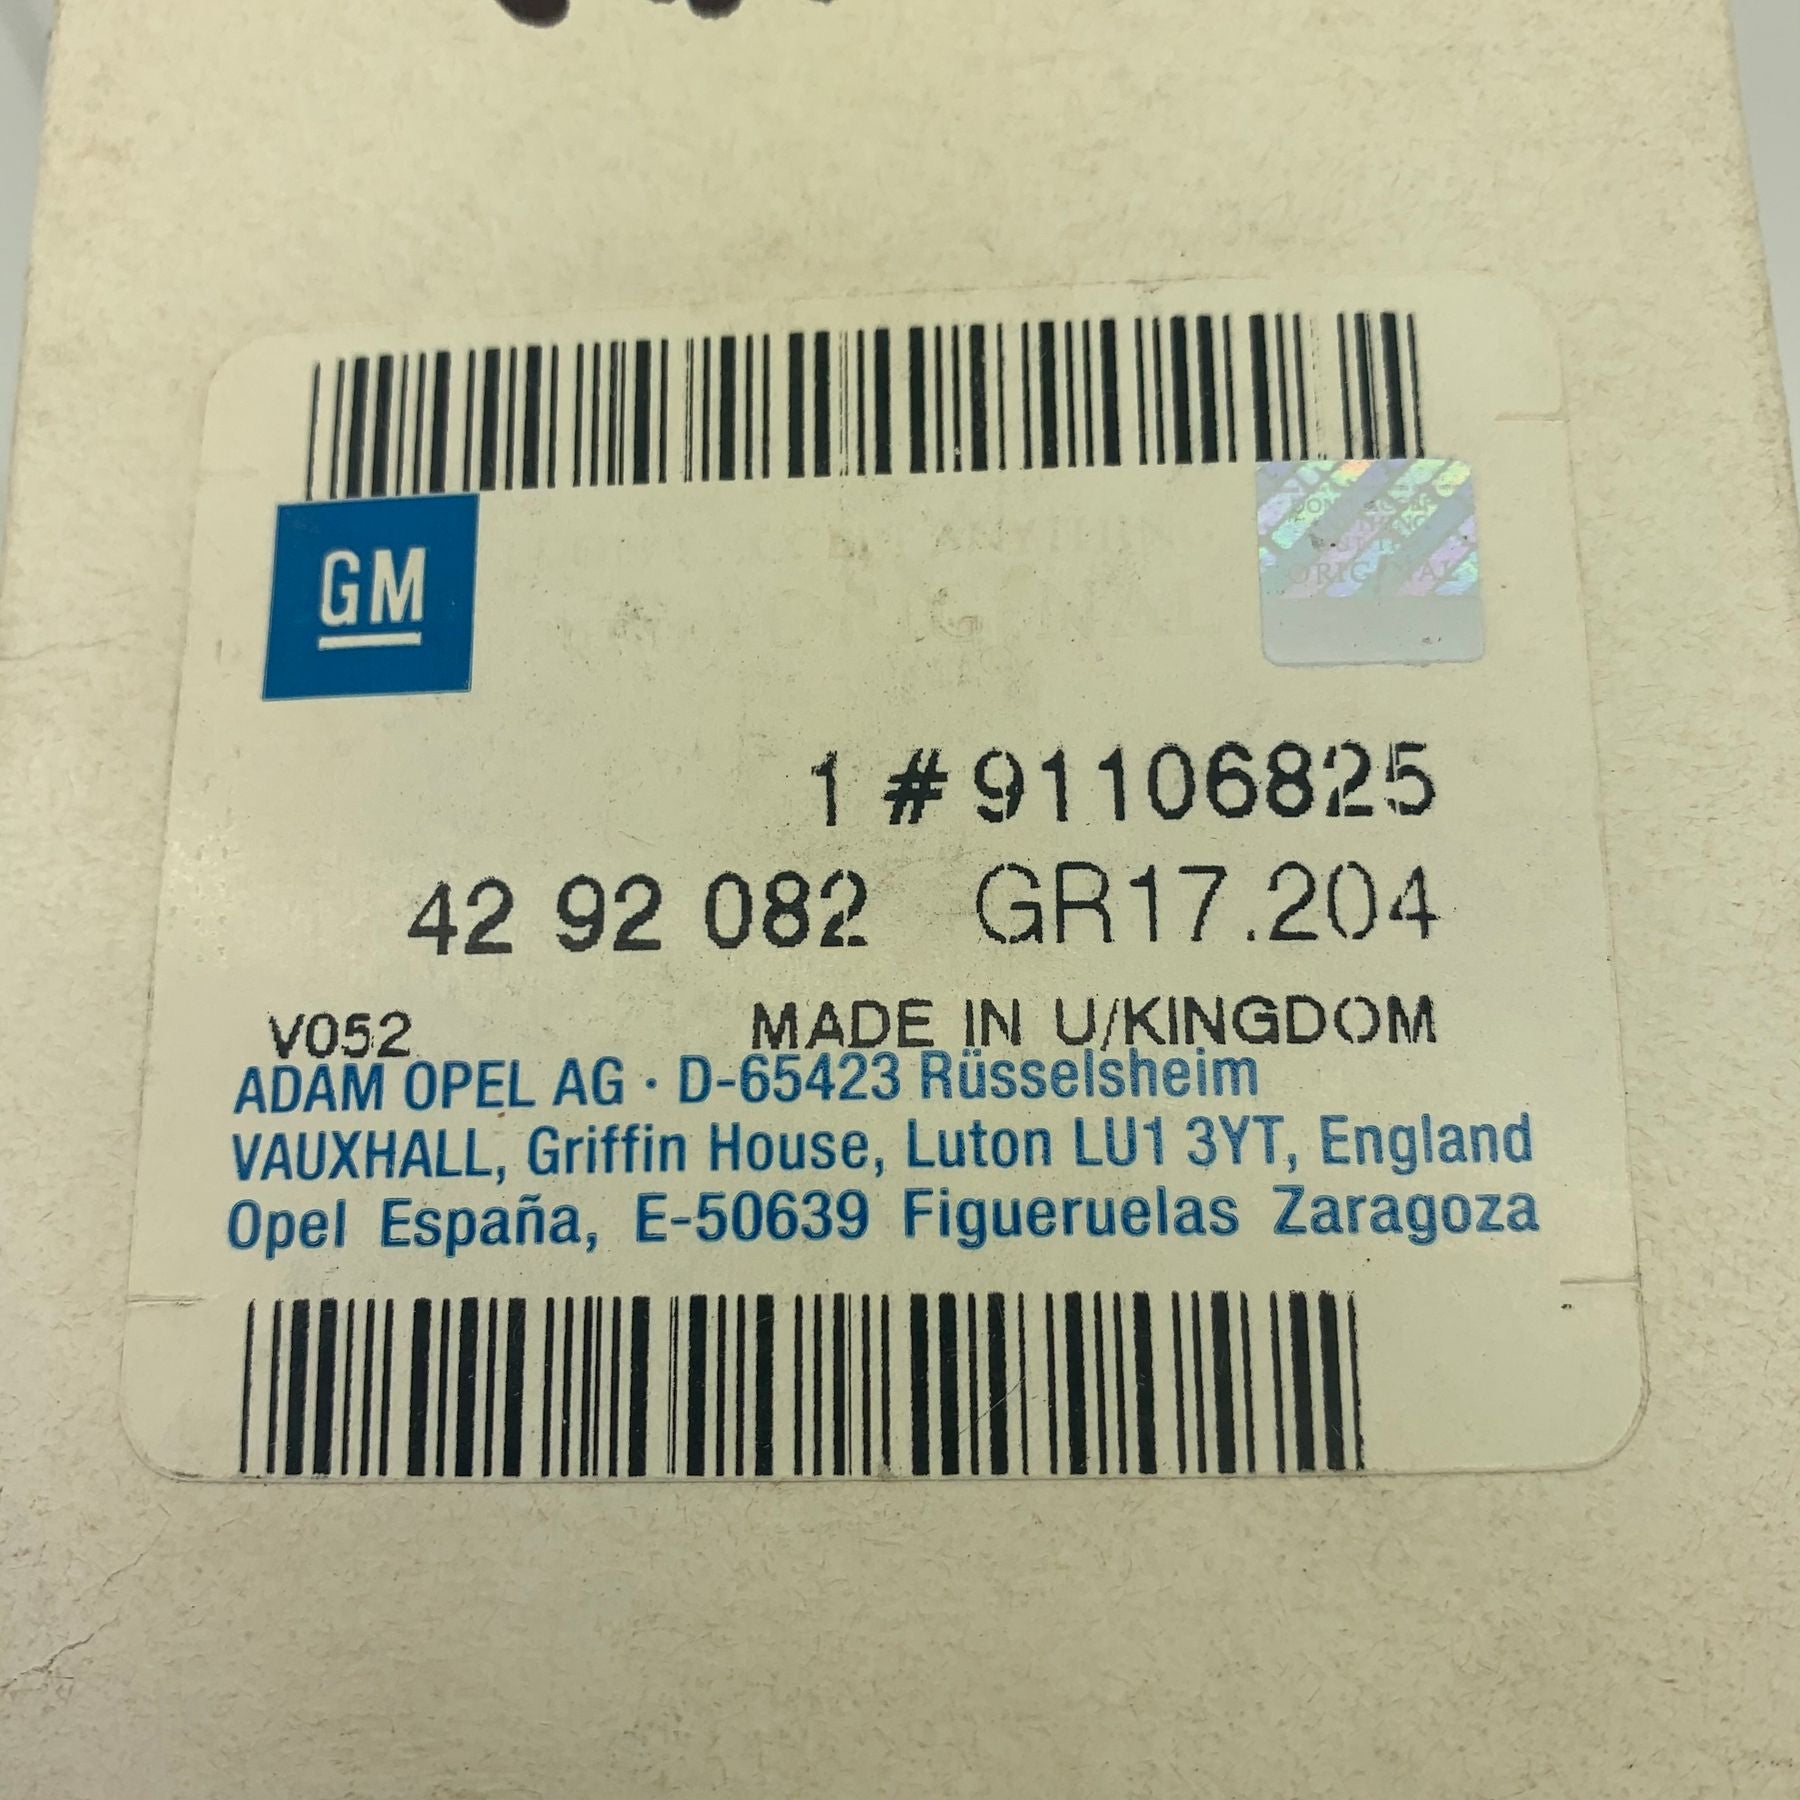 GM
ORIGINAL
1 # 91106825
42 92 082 GR17.204
V052 MADE IN U/KINGDOM
ADAM OPEL AG · D-65423 Rüsselsheim
VAUXHALL, Griffin House, Luton LU1 3YT, England
Opel España, E-50639 Figueruelas Zaragoza